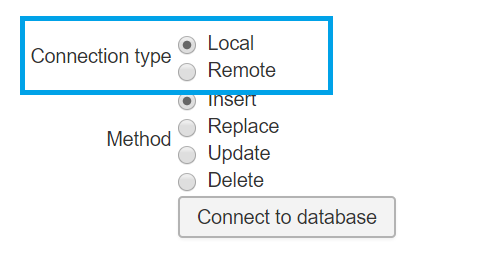 Connection type
Local
Remote
Method
Insert
Replace
Update
Delete
Connect to database